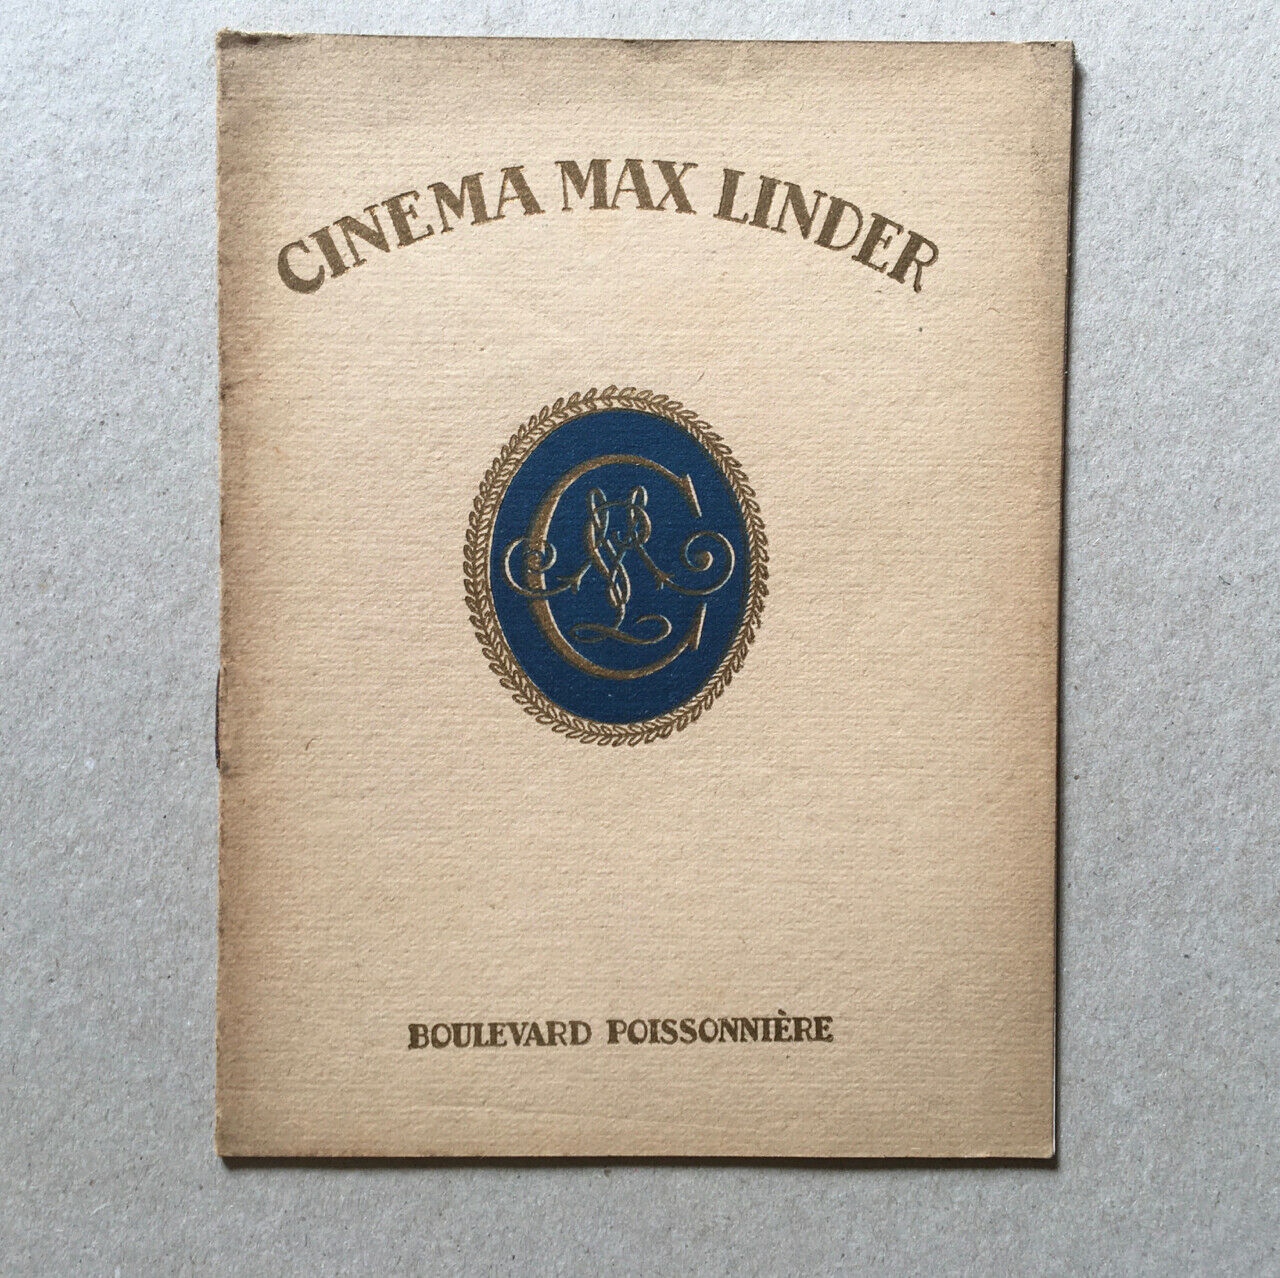 CINEMA MAX LINDER
BOULEVARD POISSONNIÈRE